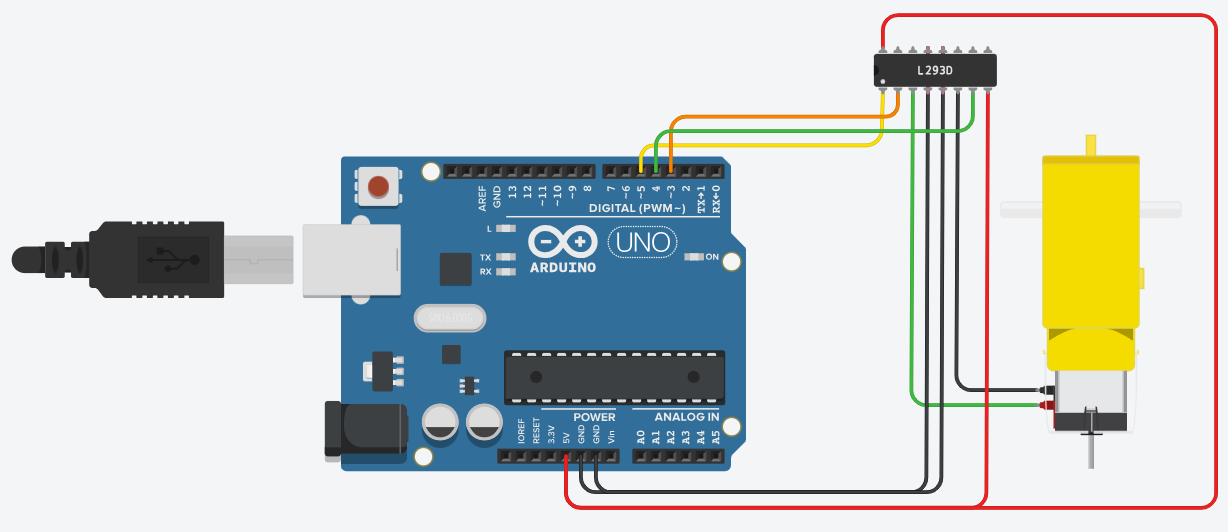 L293D
AREF
GND
13
12
~11
~10
~9
8
7
~6
~5
4
~3
2
TX→1
RX←0
DIGITAL (PWM~)
L
TX
RX
UNO
ON
ARDUINO
POWER
ANALOG IN
IOREF
RESET
3.3V
5V
GND
GND
Vin
A0
A1
A2
A3
A4
A5